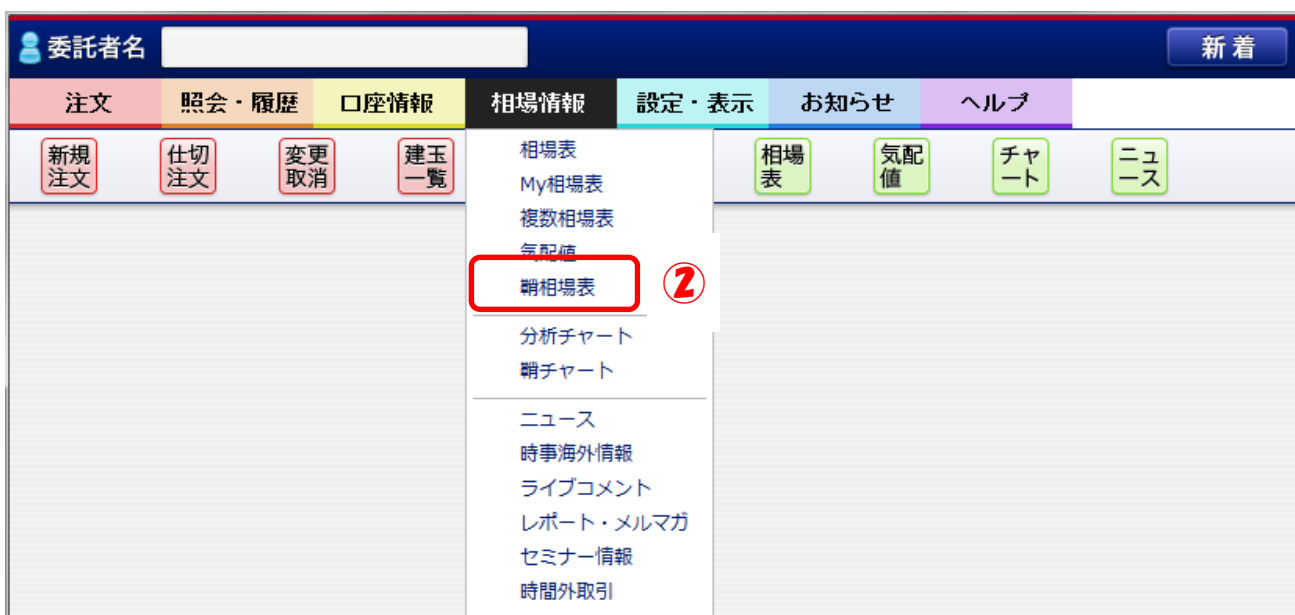 委託者名
新着
注文 照会・履歴 口座情報 相場情報 設定・表示 お知らせ ヘルプ
新規注文 仕切注文 変更取消 建玉一覧 相場表 気配値 チャート ニュース
相場表
My相場表
複数相場表
気配値
鞘相場表
②
分析チャート
鞘チャート
ニュース
時事海外情報
ライブコメント
レポート・メルマガ
セミナー情報
時間外取引